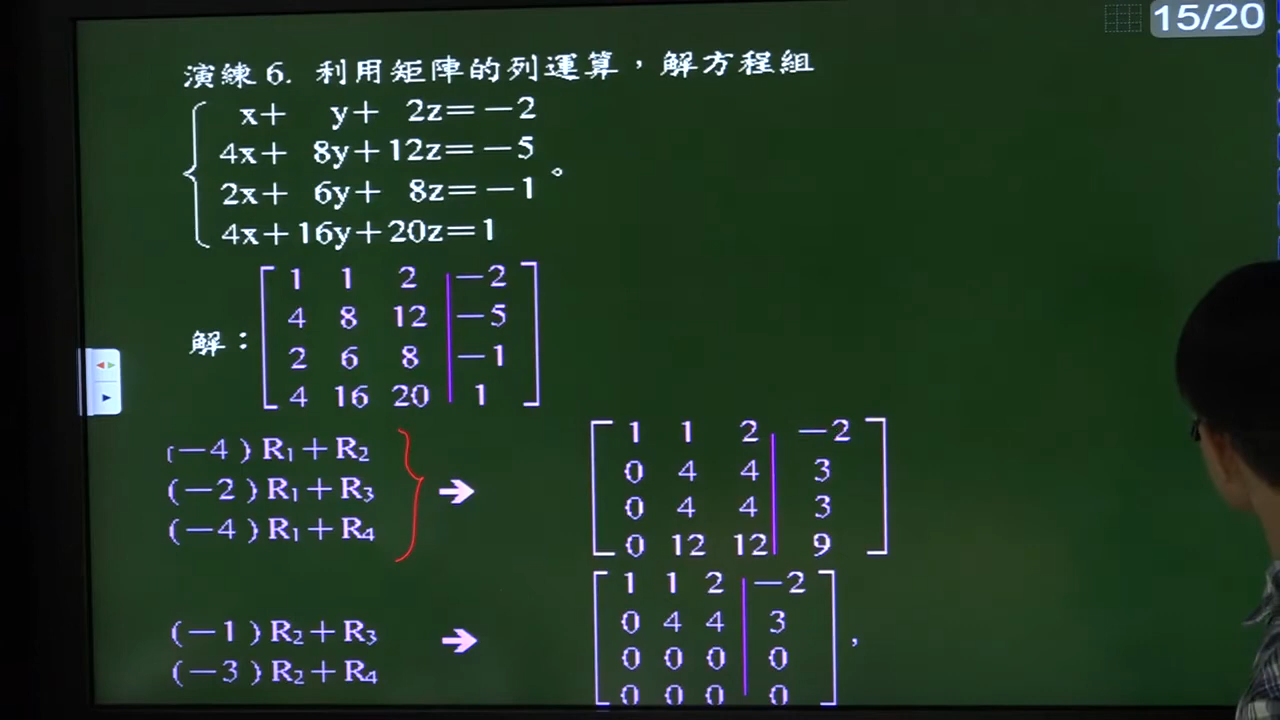 15/20
演練 6. 利用矩陣的列運算，解方程組
x+ y+ 2z=-2
4x+ 8y+12z=-5
2x+ 6y+ 8z=-1
4x+16y+20z=1
。
解：
1 1 2 -2
4 8 12 -5
2 6 8 -1
4 16 20 1
(-4)R₁+R₂
(-2)R₁+R₃
(-4)R₁+R₄
➔
1 1 2 -2
0 4 4 3
0 4 4 3
0 12 12 9
(-1)R₂+R₃
(-3)R₂+R₄
➔
1 1 2 -2
0 4 4 3
0 0 0 0
0 0 0 0
,